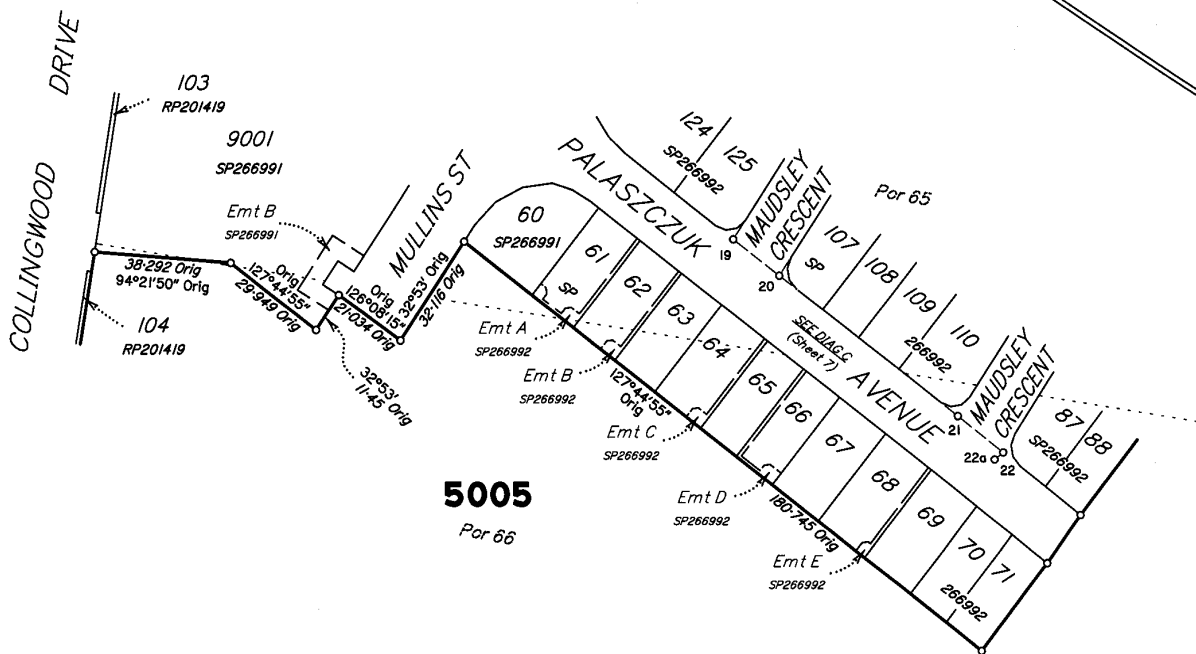 COLLINGWOOD DRIVE
103
RP201419
9001
SP266991
Emt B
SP266991
MULLINS ST
38·292 Orig
94°21'50" Orig
127°44'55"
Orig
29·949 Orig
104
RP201419
32°53'
11·45 Orig
Orig
126°08'15"
21·034 Orig
32°53' Orig
32·116 Orig
60
SP266991
61
SP
62
63
64
65
66
67
68
69
70
71
266992
Emt A
SP266992
Emt B
SP266992
127°44'55"
Orig
Emt C
SP266992
Emt D
SP266992
180·745 Orig
Emt E
SP266992
5005
Por 66
PALASZCZUK AVENUE
SEE DIAG C
(Sheet 7)
124
125
SP266992
MAUDSLEY
CRESCENT
Por 65
19
20
107
SP
108
109
266992
110
MAUDSLEY
CRESCENT
21
22
22a
87
88
SP266992